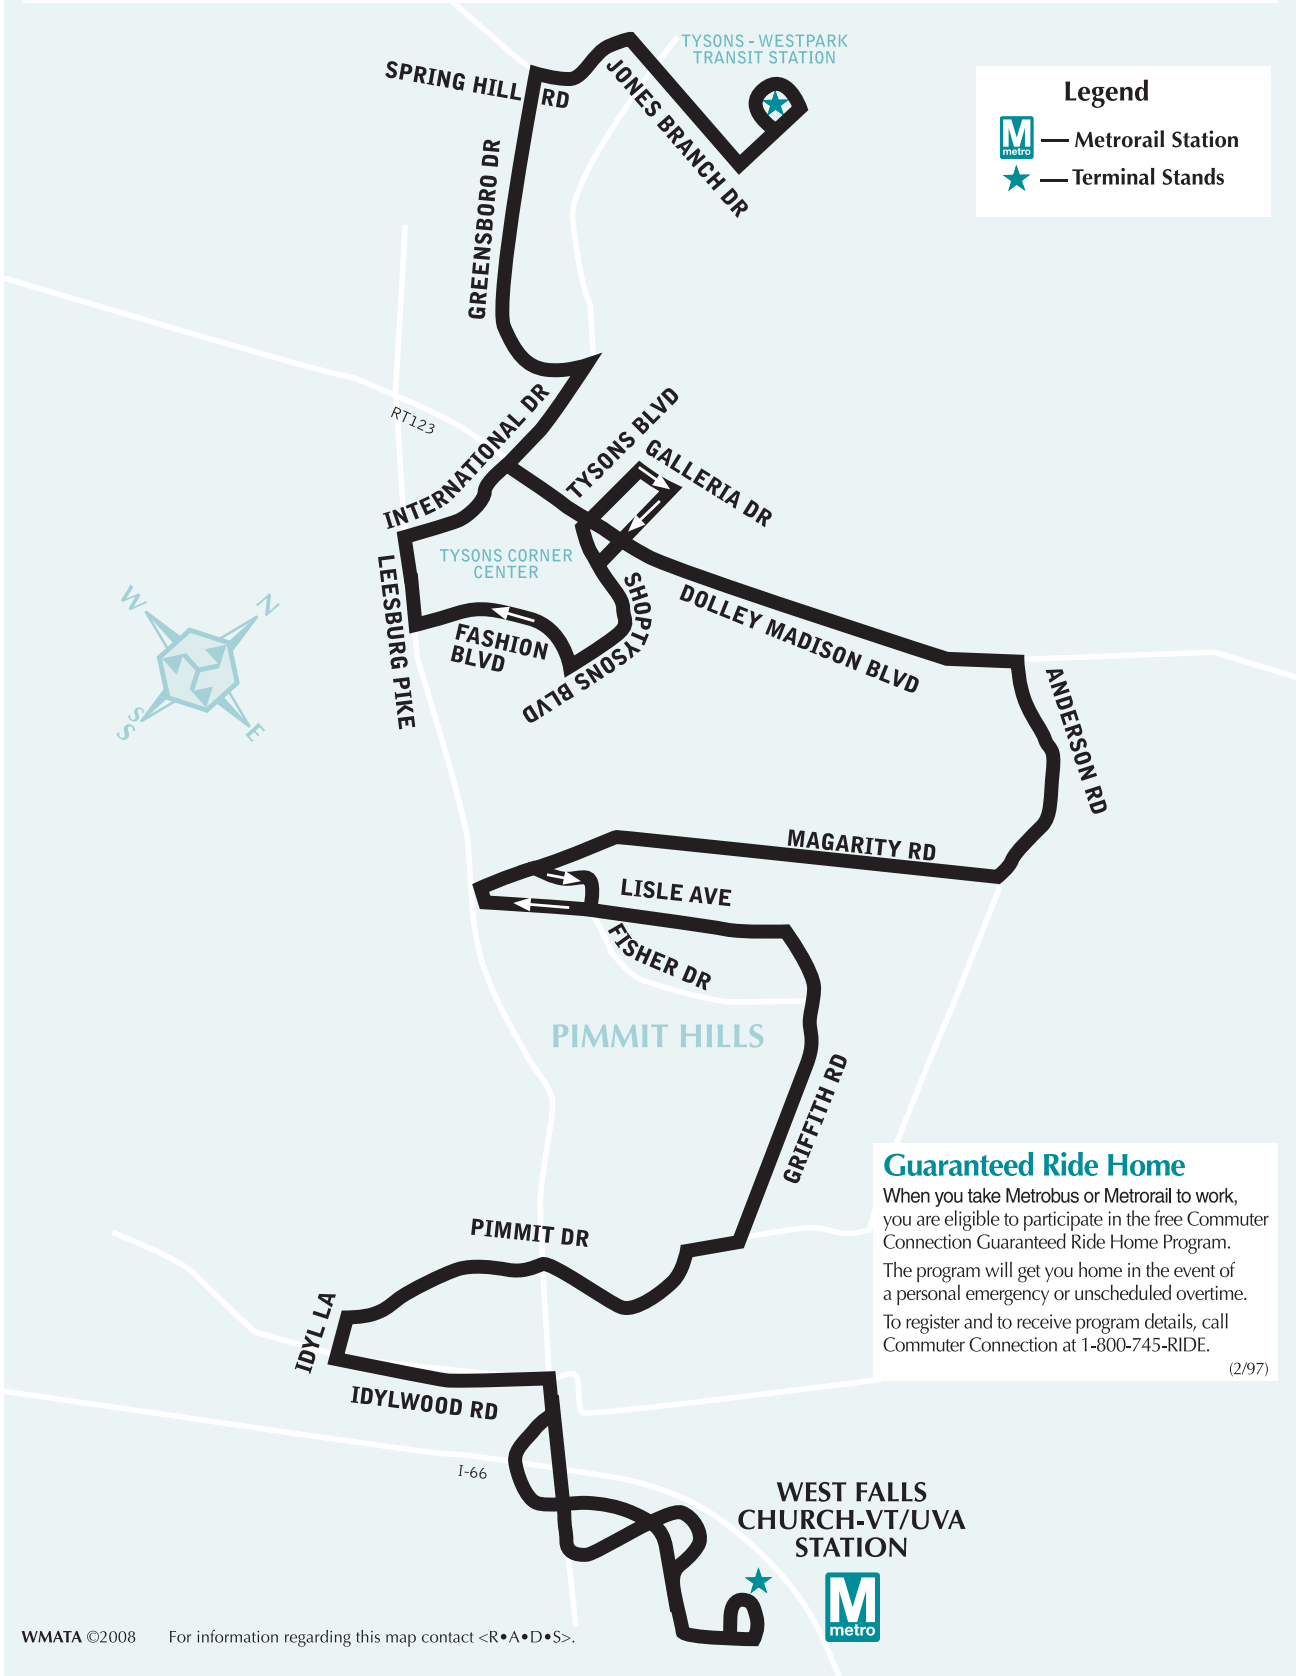 TYSONS - WESTPARK
TRANSIT STATION
SPRING HILL RD
JONES BRANCH DR
Legend
M
metro
Metrorail Station
Terminal Stands
GREENSBORO DR
INTERNATIONAL DR
RT123
TYSONS BLVD
GALLERIA DR
TYSONS CORNER
CENTER
LEESBURG PIKE
FASHION
BLVD
SHOPTYSONS BLVD
DOLLEY MADISON BLVD
ANDERSON RD
W
N
S
S
E
MAGARITY RD
LISLE AVE
FISHER DR
PIMMIT HILLS
GRIFFITH RD
Guaranteed Ride Home
When you take Metrobus or Metrorail to work,
you are eligible to participate in the free Commuter
Connection Guaranteed Ride Home Program.
The program will get you home in the event of
a personal emergency or unscheduled overtime.
To register and to receive program details, call
Commuter Connection at 1-800-745-RIDE.
(2/97)
PIMMIT DR
IDYL LA
IDYLWOOD RD
I-66
WEST FALLS
CHURCH-VT/UVA
STATION
M
metro
WMATA ©2008 For information regarding this map contact <R•A•D•S>.